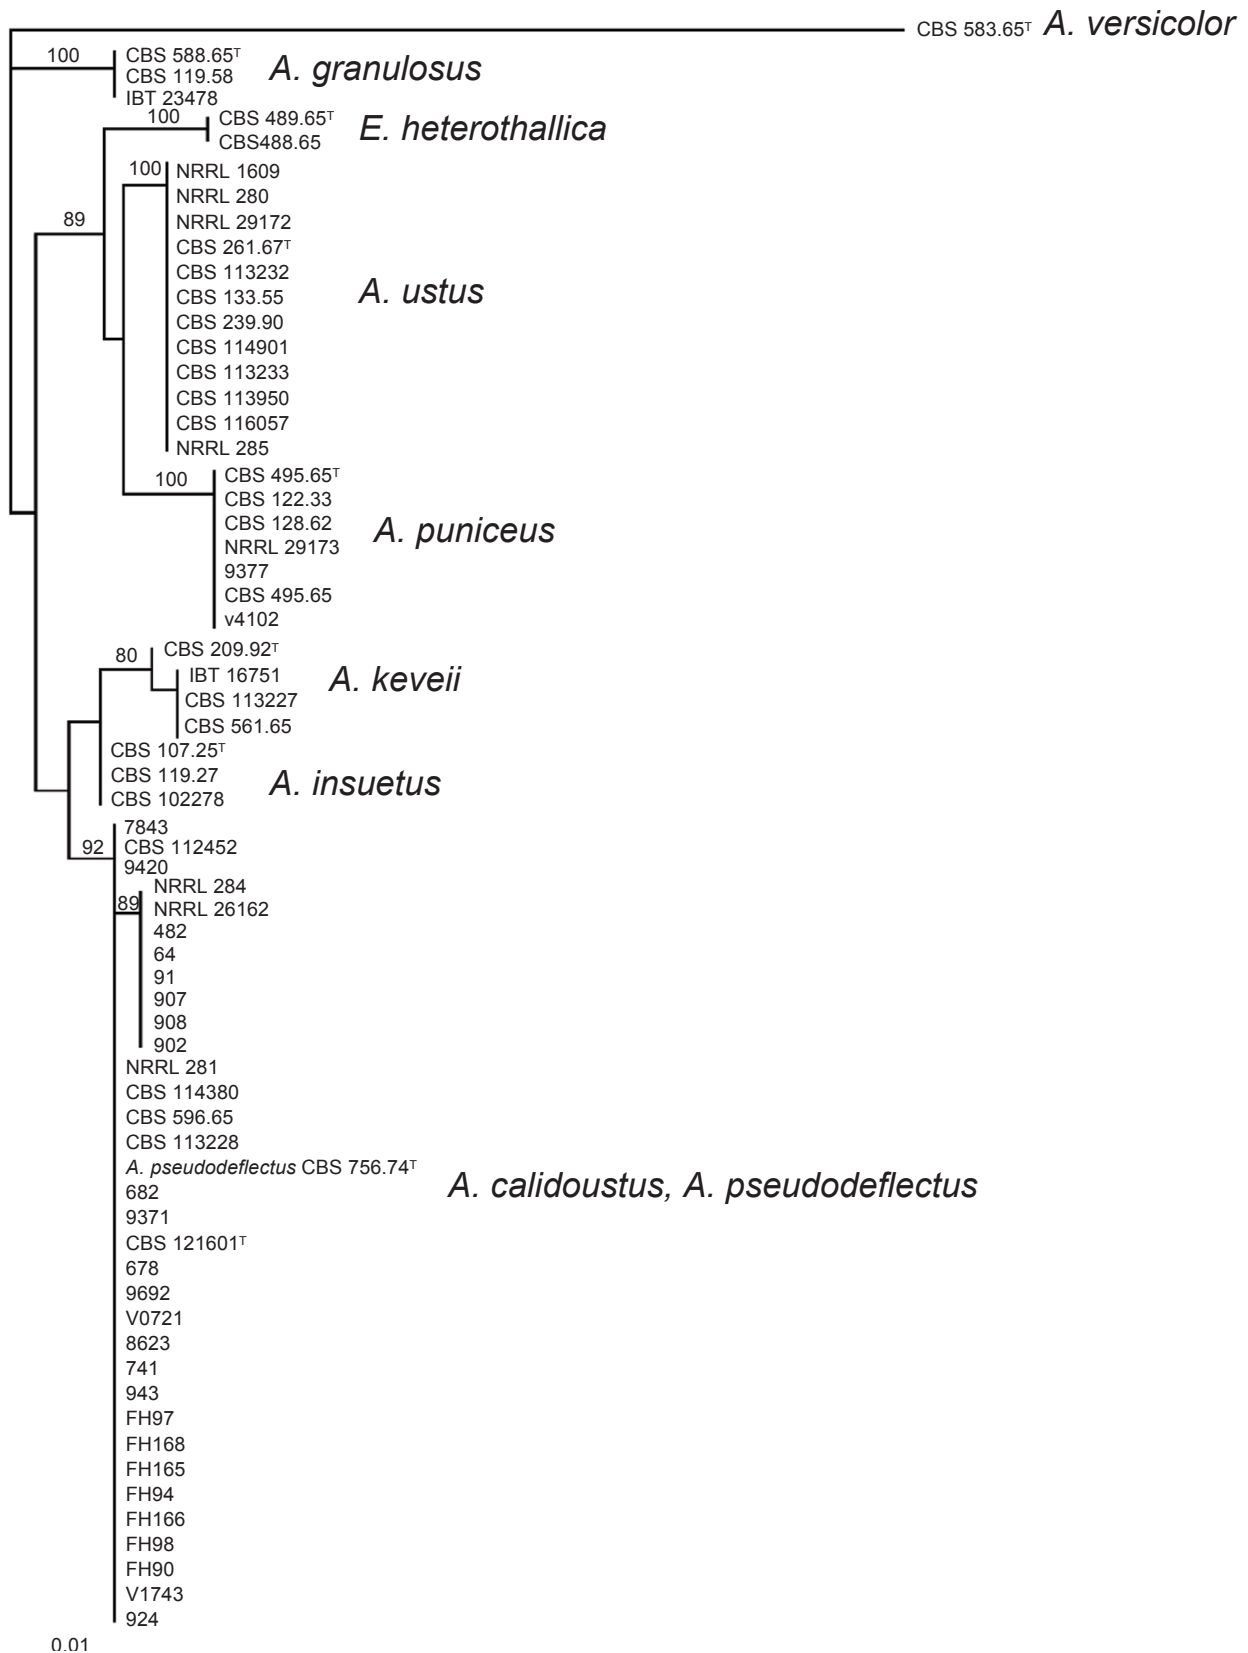 CBS 583.65ᵀ A. versicolor
100
CBS 588.65ᵀ
CBS 119.58
IBT 23478
A. granulosus
100
CBS 489.65ᵀ
CBS488.65
E. heterothallica
89
100
NRRL 1609
NRRL 280
NRRL 29172
CBS 261.67ᵀ
CBS 113232
CBS 133.55
CBS 239.90
CBS 114901
CBS 113233
CBS 113950
CBS 116057
NRRL 285
A. ustus
100
CBS 495.65ᵀ
CBS 122.33
CBS 128.62
NRRL 29173
9377
CBS 495.65
v4102
A. puniceus
80
CBS 209.92ᵀ
IBT 16751
CBS 113227
CBS 561.65
A. keveii
CBS 107.25ᵀ
CBS 119.27
CBS 102278
A. insuetus
92
7843
CBS 112452
9420
89
NRRL 284
NRRL 26162
482
64
91
907
908
902
NRRL 281
CBS 114380
CBS 596.65
CBS 113228
A. pseudodeflectus CBS 756.74ᵀ
682
9371
CBS 121601ᵀ
678
9692
V0721
8623
741
943
FH97
FH168
FH165
FH94
FH166
FH98
FH90
V1743
924
A. calidoustus, A. pseudodeflectus
0.01